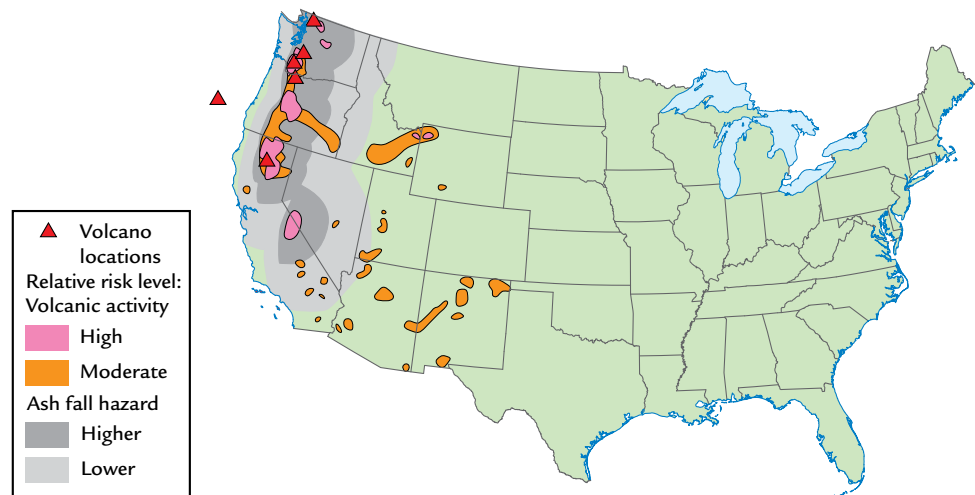 Volcano
locations
Relative risk level:
Volcanic activity
High
Moderate
Ash fall hazard
Higher
Lower